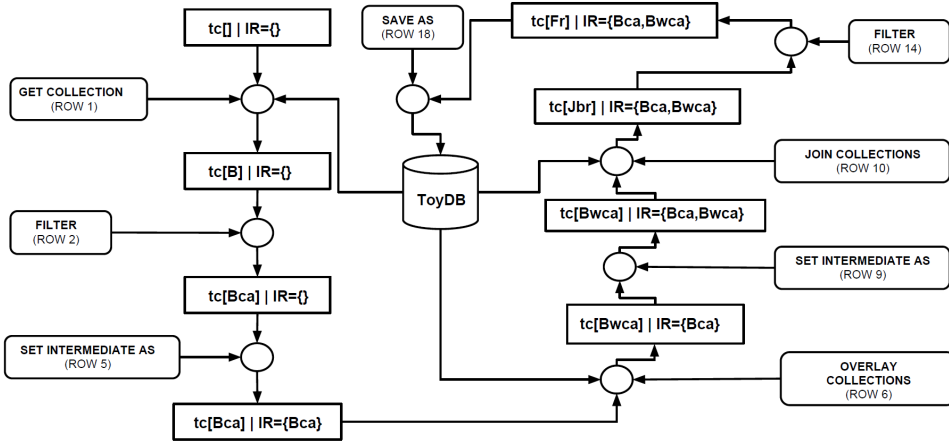 tc[] | IR={}
SAVE AS
(ROW 18)
tc[Fr] | IR={Bca,Bwca}
FILTER
(ROW 14)
GET COLLECTION
(ROW 1)
tc[Jbr] | IR={Bca,Bwca}
tc[B] | IR={}
JOIN COLLECTIONS
(ROW 10)
ToyDB
FILTER
(ROW 2)
tc[Bwca] | IR={Bca,Bwca}
SET INTERMEDIATE AS
(ROW 9)
tc[Bca] | IR={}
tc[Bwca] | IR={Bca}
SET INTERMEDIATE AS
(ROW 5)
OVERLAY
COLLECTIONS
(ROW 6)
tc[Bca] | IR={Bca}